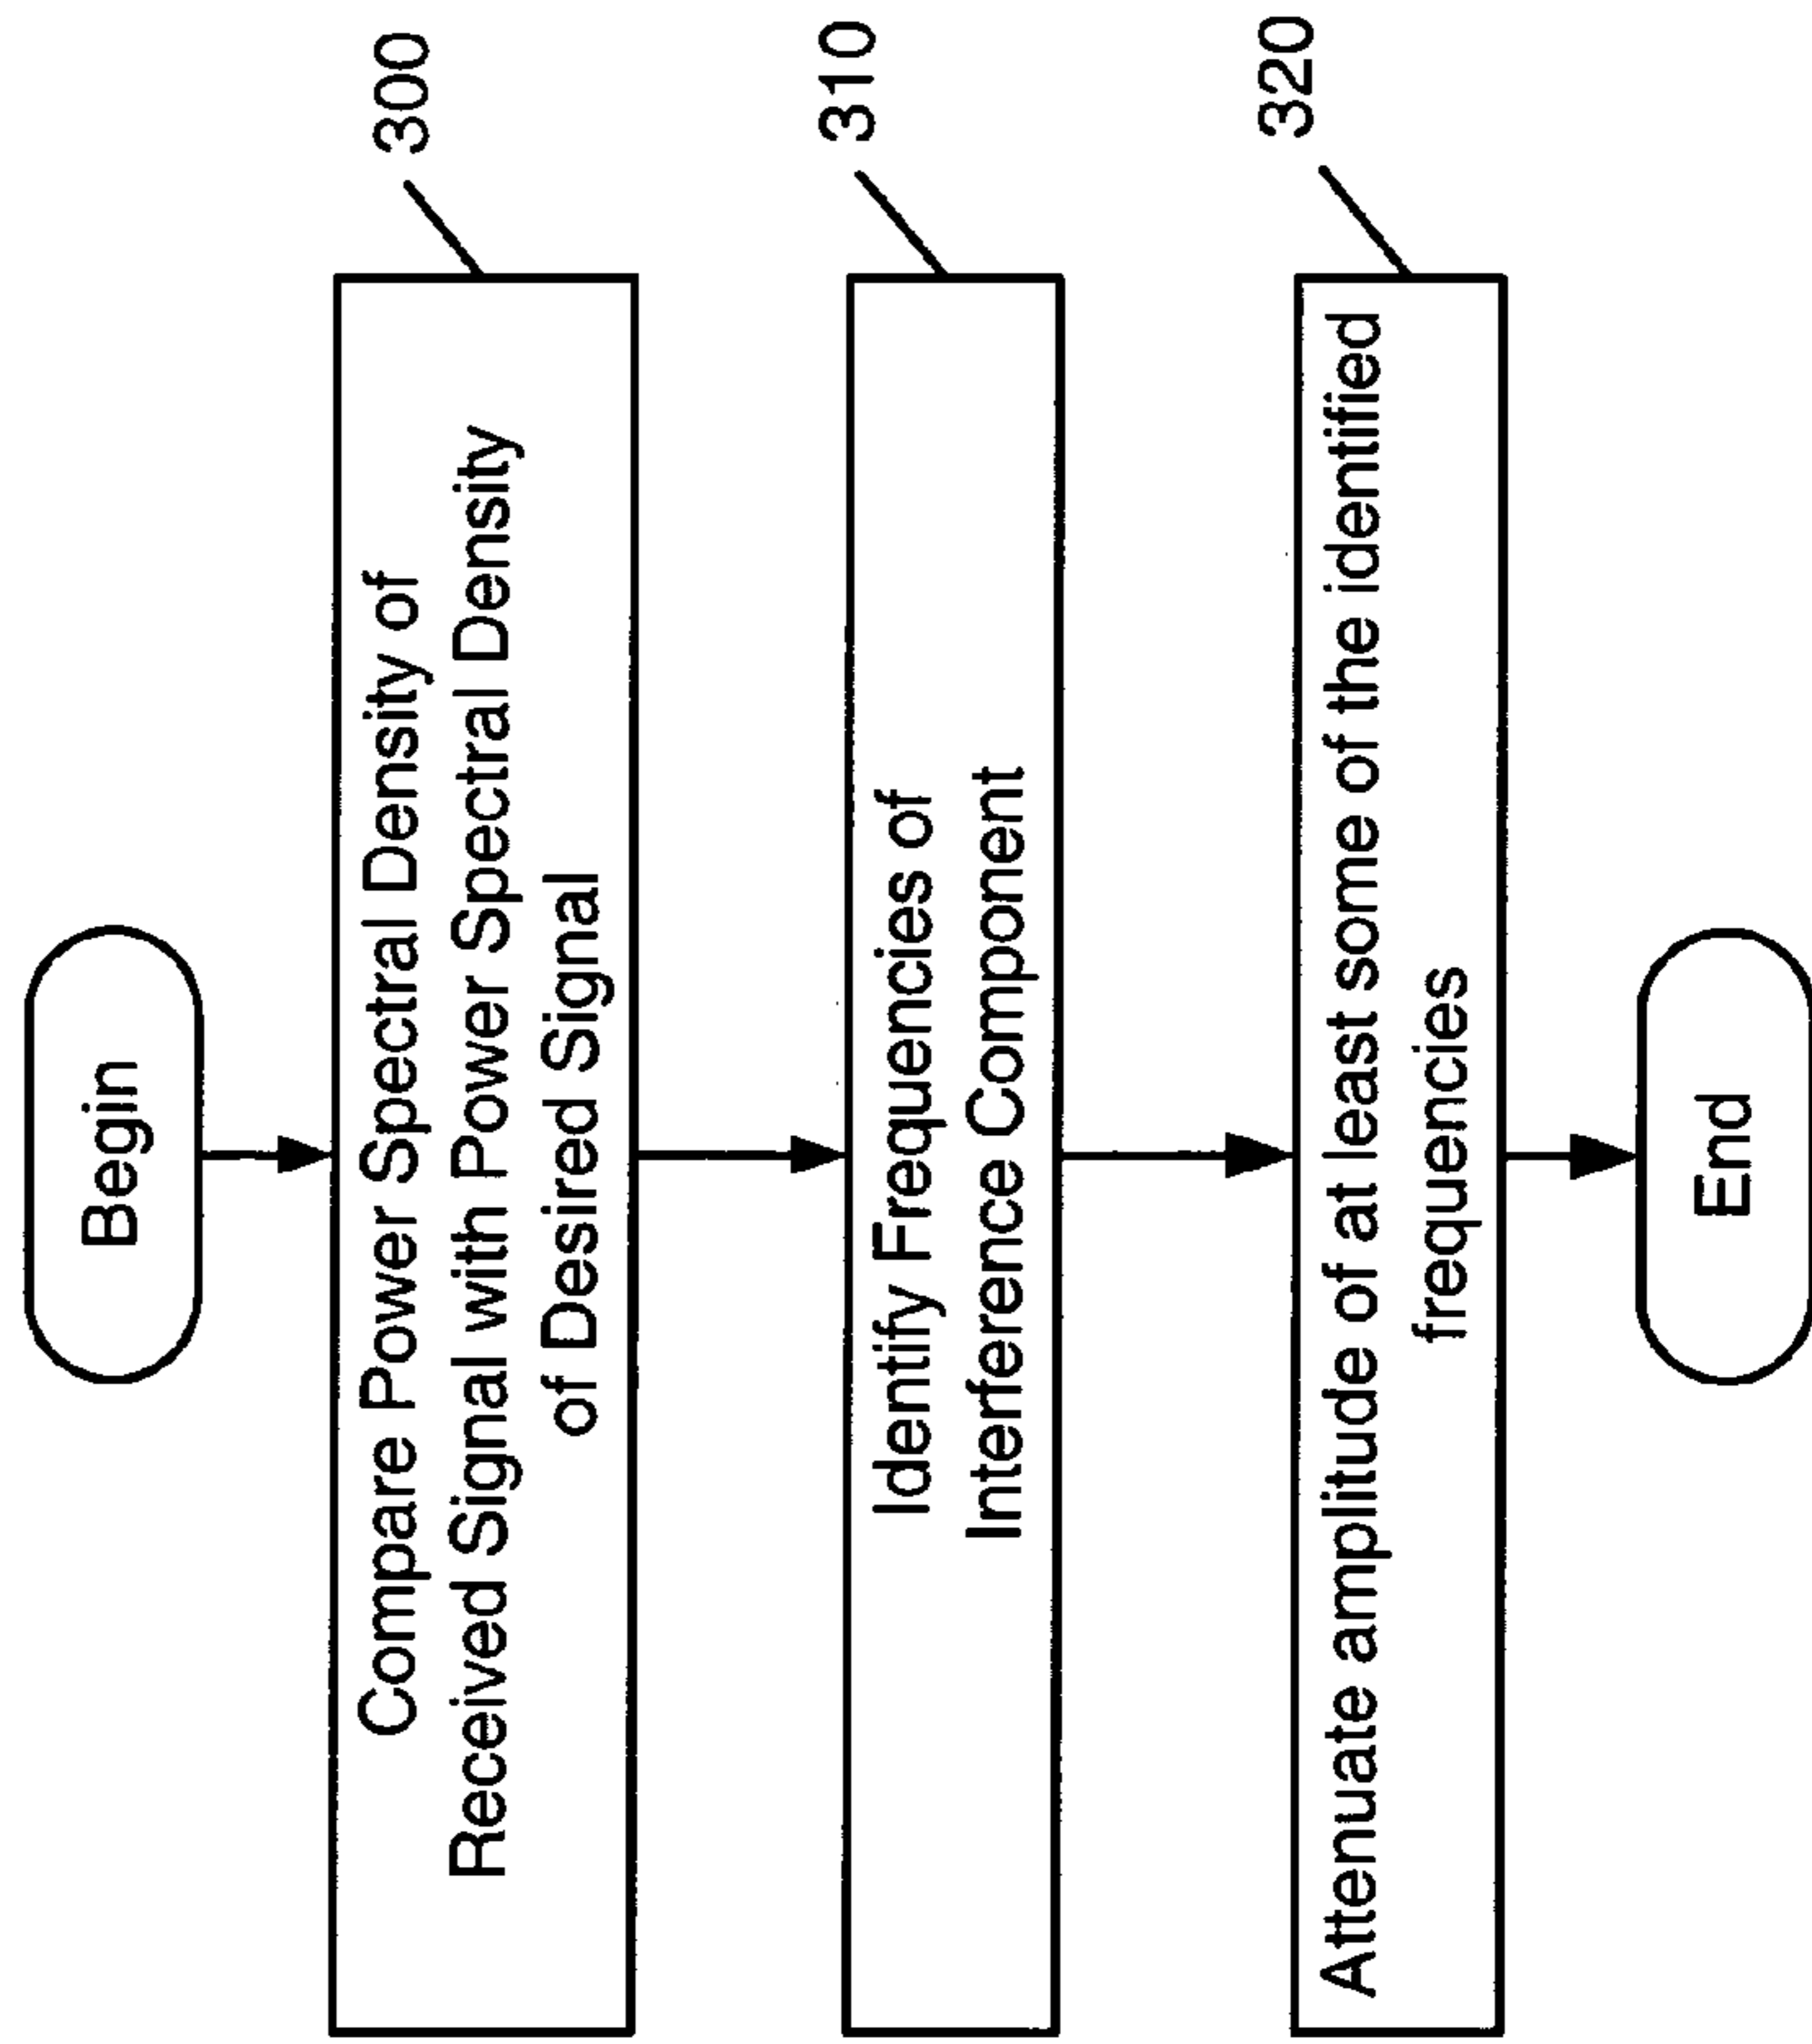 Begin
Compare Power Spectral Density of
Received Signal with Power Spectral Density
of Desired Signal
300
Identify Frequencies of
Interference Component
310
Attenuate amplitude of at least some of the identified
frequencies
320
End